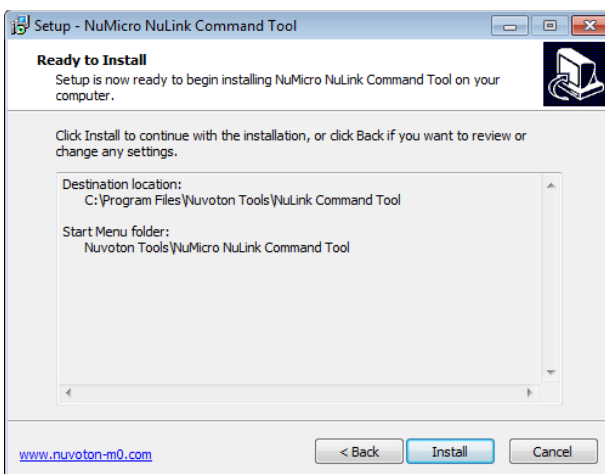 Setup - NuMicro NuLink Command Tool
Ready to Install
Setup is now ready to begin installing NuMicro NuLink Command Tool on your
computer.
Click Install to continue with the installation, or click Back if you want to review or
change any settings.
Destination location:
C:\Program Files\Nuvoton Tools\NuLink Command Tool
Start Menu folder:
Nuvoton Tools\NuMicro NuLink Command Tool
www.nuvoton-m0.com
< Back
Install
Cancel